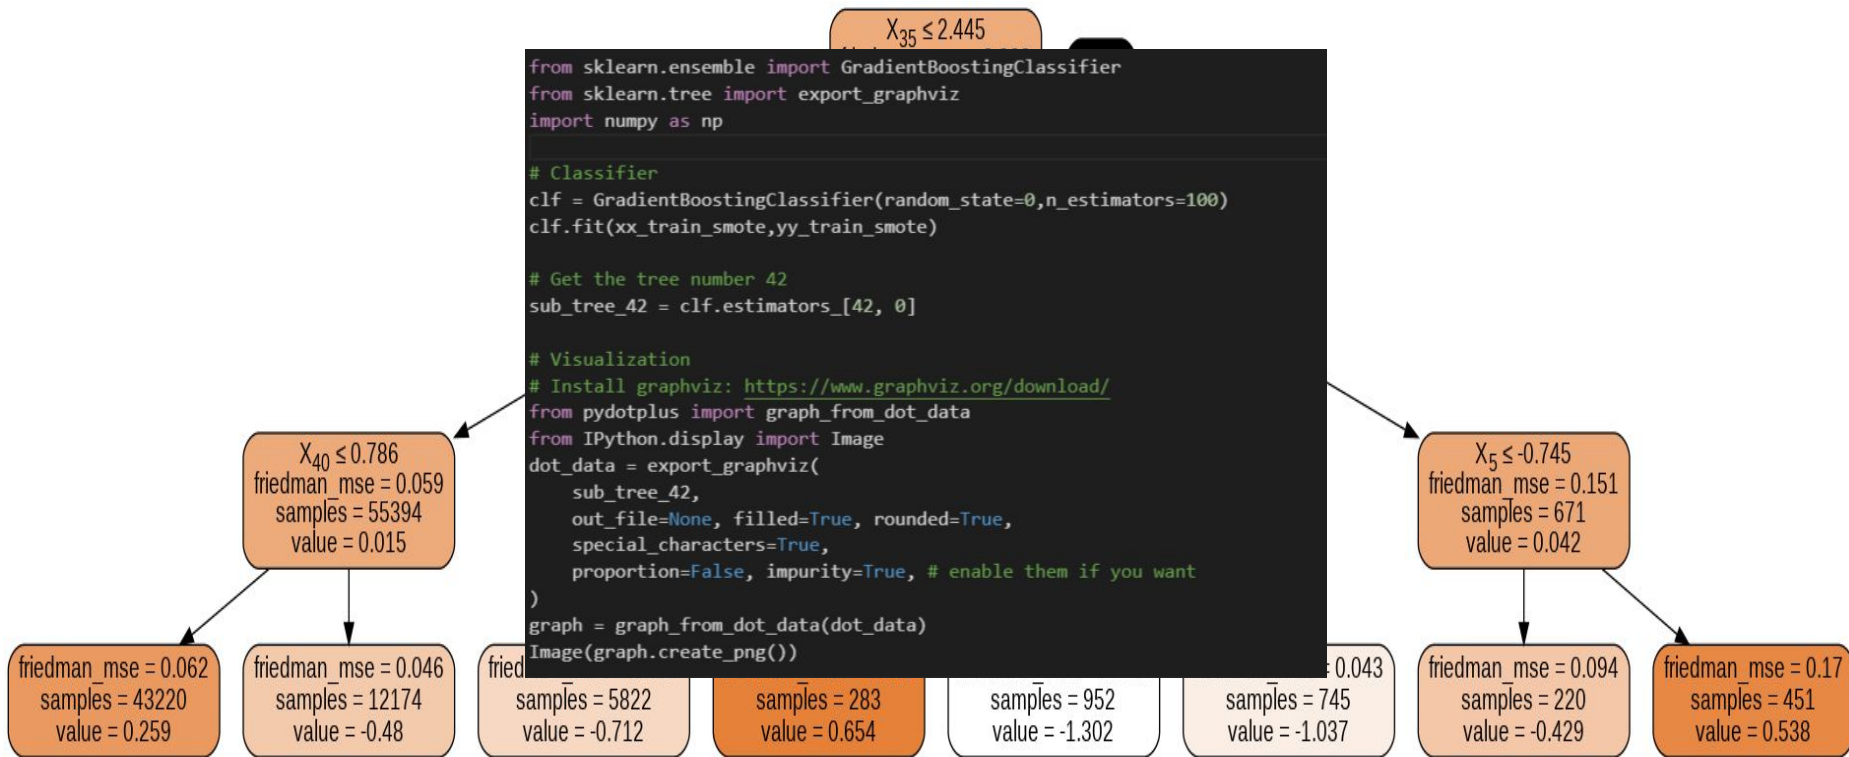 X35 ≤ 2.445
from sklearn.ensemble import GradientBoostingClassifier
from sklearn.tree import export_graphviz
import numpy as np
# Classifier
clf = GradientBoostingClassifier(random_state=0,n_estimators=100)
clf.fit(xx_train_smote,yy_train_smote)
# Get the tree number 42
sub_tree_42 = clf.estimators_[42, 0]
# Visualization
# Install graphviz: https://www.graphviz.org/download/
from pydotplus import graph_from_dot_data
from IPython.display import Image
dot_data = export_graphviz(
    sub_tree_42,
    out_file=None, filled=True, rounded=True,
    special_characters=True,
    proportion=False, impurity=True, # enable them if you want
)
graph = graph_from_dot_data(dot_data)
Image(graph.create_png())
X40 ≤ 0.786
friedman_mse = 0.059
samples = 55394
value = 0.015
X5 ≤ -0.745
friedman_mse = 0.151
samples = 671
value = 0.042
friedman_mse = 0.062
samples = 43220
value = 0.259
friedman_mse = 0.046
samples = 12174
value = -0.48
samples = 5822
value = -0.712
samples = 283
value = 0.654
samples = 952
value = -1.302
= 0.043
samples = 745
value = -1.037
friedman_mse = 0.094
samples = 220
value = -0.429
friedman_mse = 0.17
samples = 451
value = 0.538